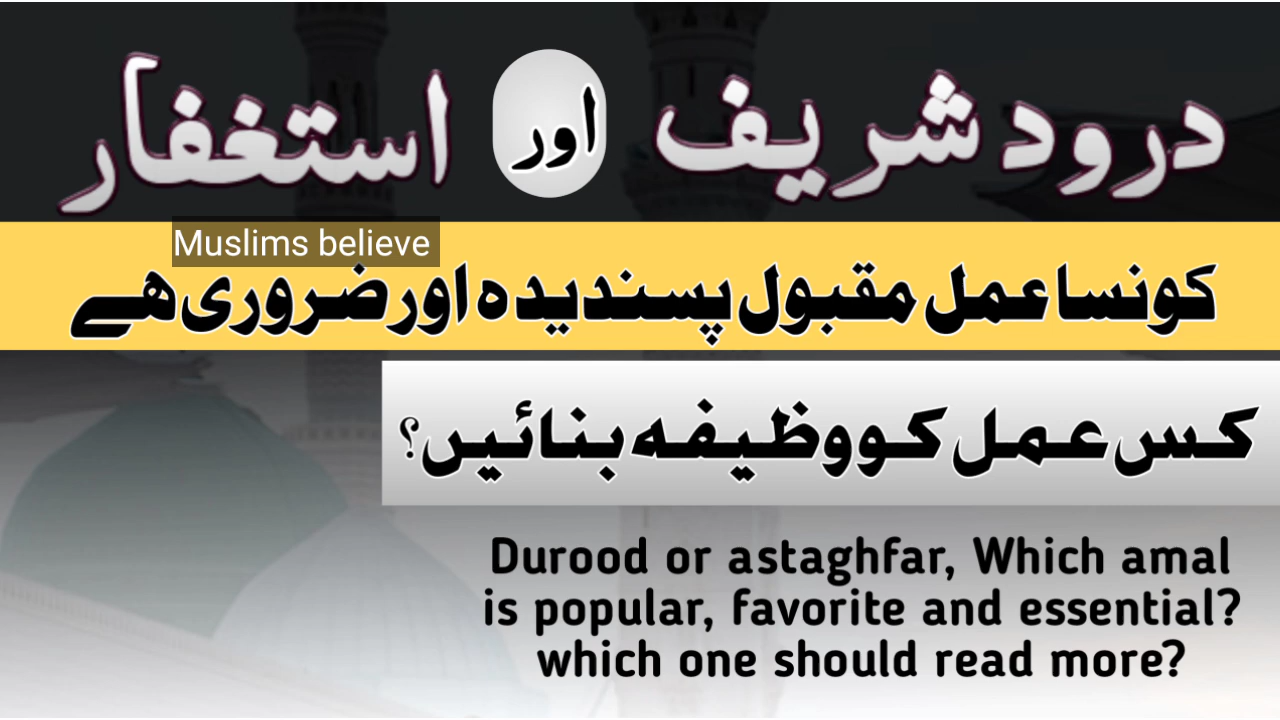 درود شریف اور استغفار
Muslims believe
کونسا عمل مقبول پسندیدہ اور ضروری ھے
کس عمل کو وظیفہ بنائیں؟
Durood or astaghfar, Which amal
is popular, favorite and essential?
which one should read more?